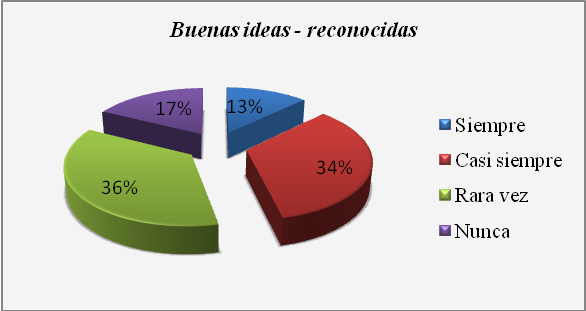 Buenas ideas - reconocidas
17%
13%
34%
36%
Siempre
Casi siempre
Rara vez
Nunca